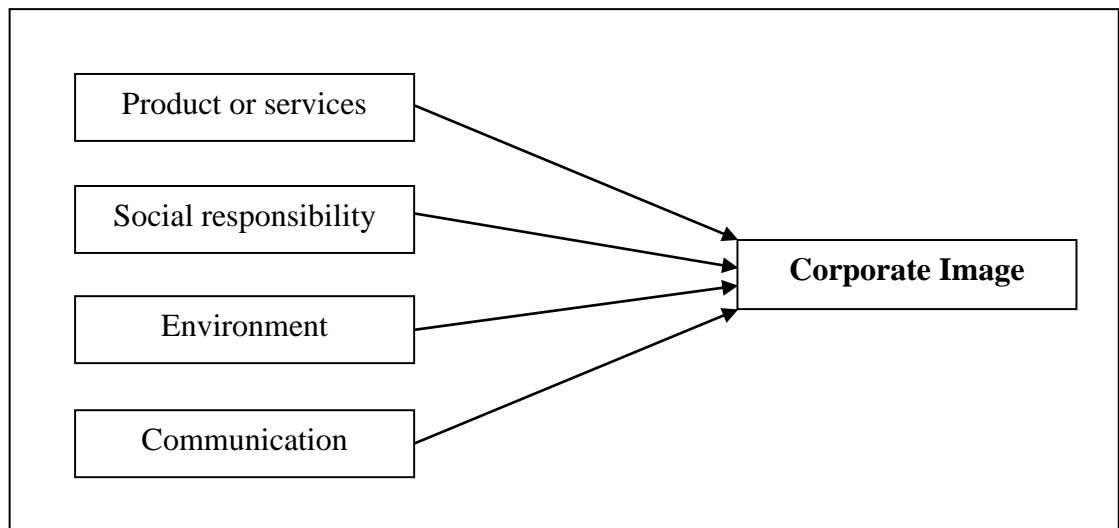 Product or services
Social responsibility
Corporate Image
Environment
Communication